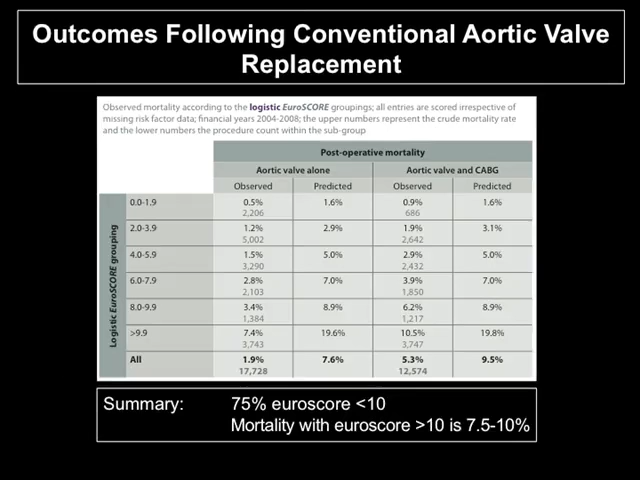 Outcomes Following Conventional Aortic Valve
Replacement
Observed mortality according to the logistic EuroSCORE groupings; all entries are scored irrespective of
missing risk factor data; financial years 2004-2008; the upper numbers represent the crude mortality rate
and the lower numbers the procedure count within the sub-group
Post-operative mortality
Aortic valve alone Aortic valve and CABG
Observed Predicted Observed Predicted
Logistic EuroSCORE grouping
0.0-1.9 0.5% 1.6% 0.9% 1.6%
2,206 686
2.0-3.9 1.2% 2.9% 1.9% 3.1%
5,002 2,642
4.0-5.9 1.5% 5.0% 2.9% 5.0%
3,290 2,432
6.0-7.9 2.8% 7.0% 3.9% 7.0%
2,103 1,850
8.0-9.9 3.4% 8.9% 6.2% 8.9%
1,384 1,217
>9.9 7.4% 19.6% 10.5% 19.8%
3,743 3,747
All 1.9% 7.6% 5.3% 9.5%
17,728 12,574
Summary: 75% euroscore <10
Mortality with euroscore >10 is 7.5-10%